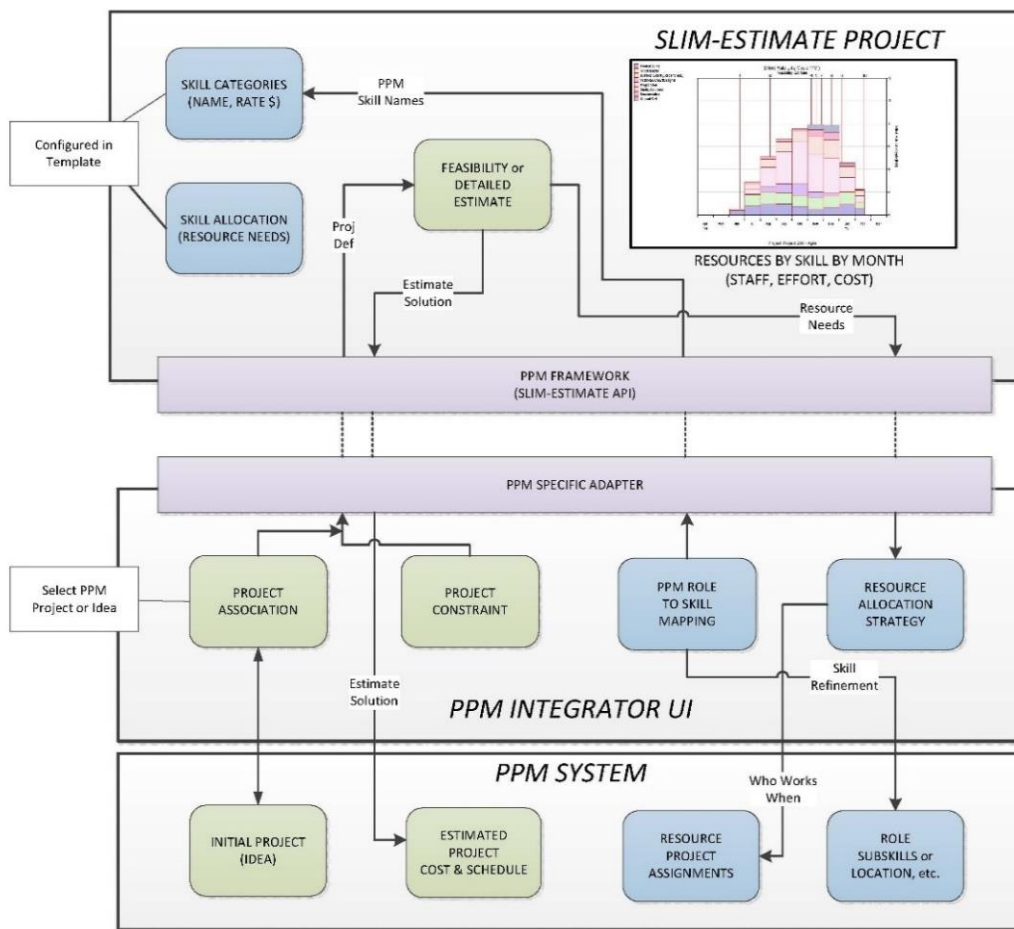 SLIM-ESTIMATE PROJECT
SKILL CATEGORIES
(NAME, RATE $)
PPM
Skill Names
Configured in
Template
FEASIBILITY or
DETAILED
ESTIMATE
SKILL ALLOCATION
(RESOURCE NEEDS)
Proj
Def
RESOURCES BY SKILL BY MONTH
(STAFF, EFFORT, COST)
Estimate
Solution
Resource
Needs
PPM FRAMEWORK
(SLIM-ESTIMATE API)
PPM SPECIFIC ADAPTER
Select PPM
Project or Idea
PROJECT
ASSOCIATION
PROJECT
CONSTRAINT
PPM ROLE
TO SKILL
MAPPING
RESOURCE
ALLOCATION
STRATEGY
Estimate
Solution
Skill
Refinement
PPM INTEGRATOR UI
PPM SYSTEM
Who Works
When
INITIAL PROJECT
(IDEA)
ESTIMATED
PROJECT
COST & SCHEDULE
RESOURCE
PROJECT
ASSIGNMENTS
ROLE
SUBSKILLS or
LOCATION, etc.